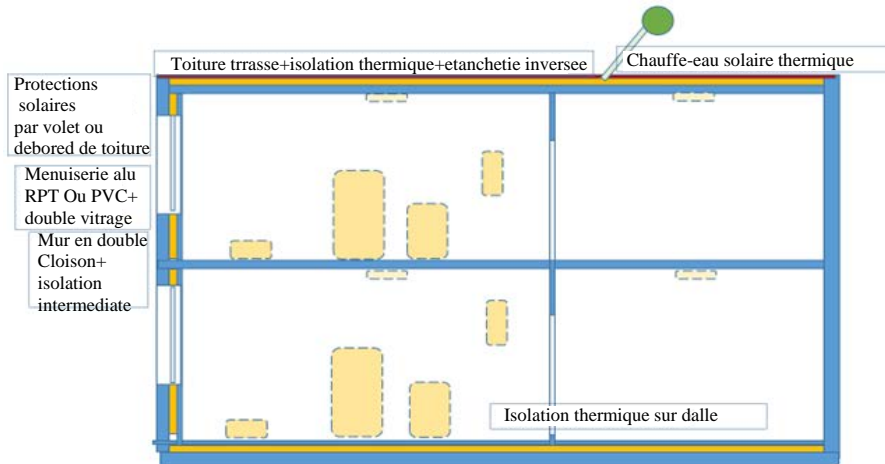 Toiture trrasse+isolation thermique+etanchetie inversee
Chauffe-eau solaire thermique
Protections
solaires
par volet ou
debored de toiture
Menuiserie alu
RPT Ou PVC+
double vitrage
Mur en double
Cloison+
isolation
intermediate
Isolation thermique sur dalle